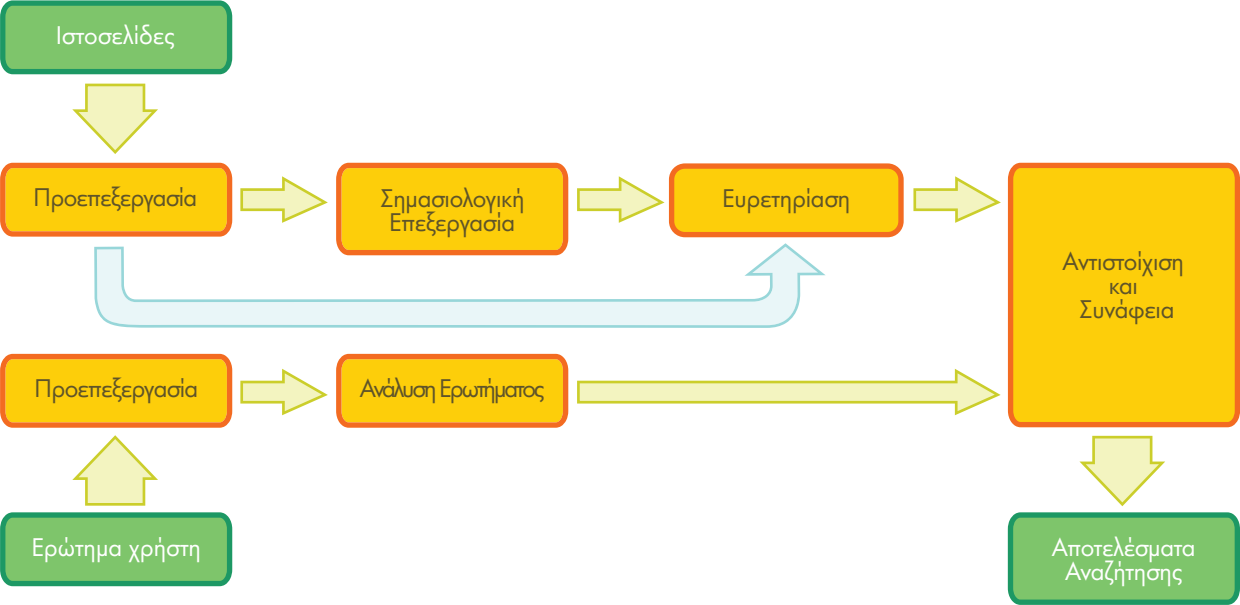 Ιστοσελίδες
Προεπεξεργασία
Σημασιολογική
Επεξεργασία
Ευρετηρίαση
Αντιστοίχιση
και
Συνάφεια
Προεπεξεργασία
Ανάλυση Ερωτήματος
Ερώτημα χρήστη
Αποτελέσματα
Αναζήτησης